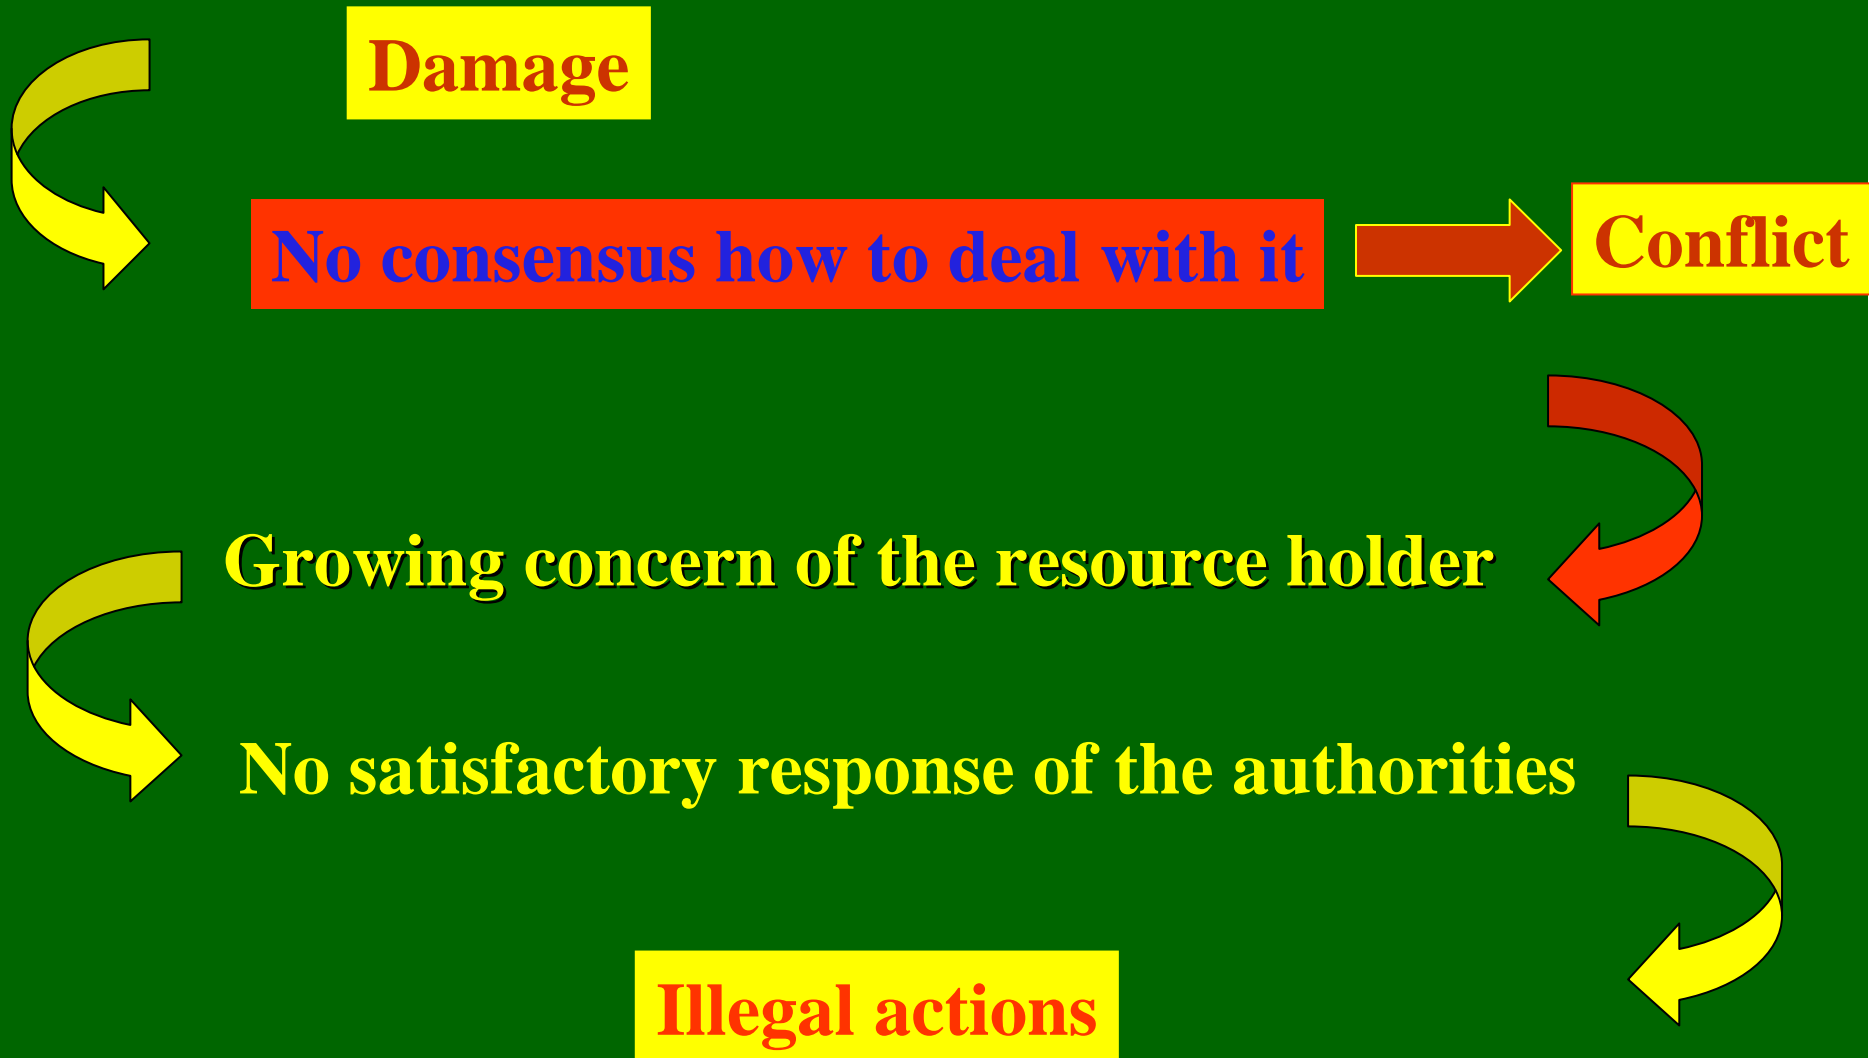 Damage
No consensus how to deal with it
Conflict
Growing concern of the resource holder
No satisfactory response of the authorities
Illegal actions